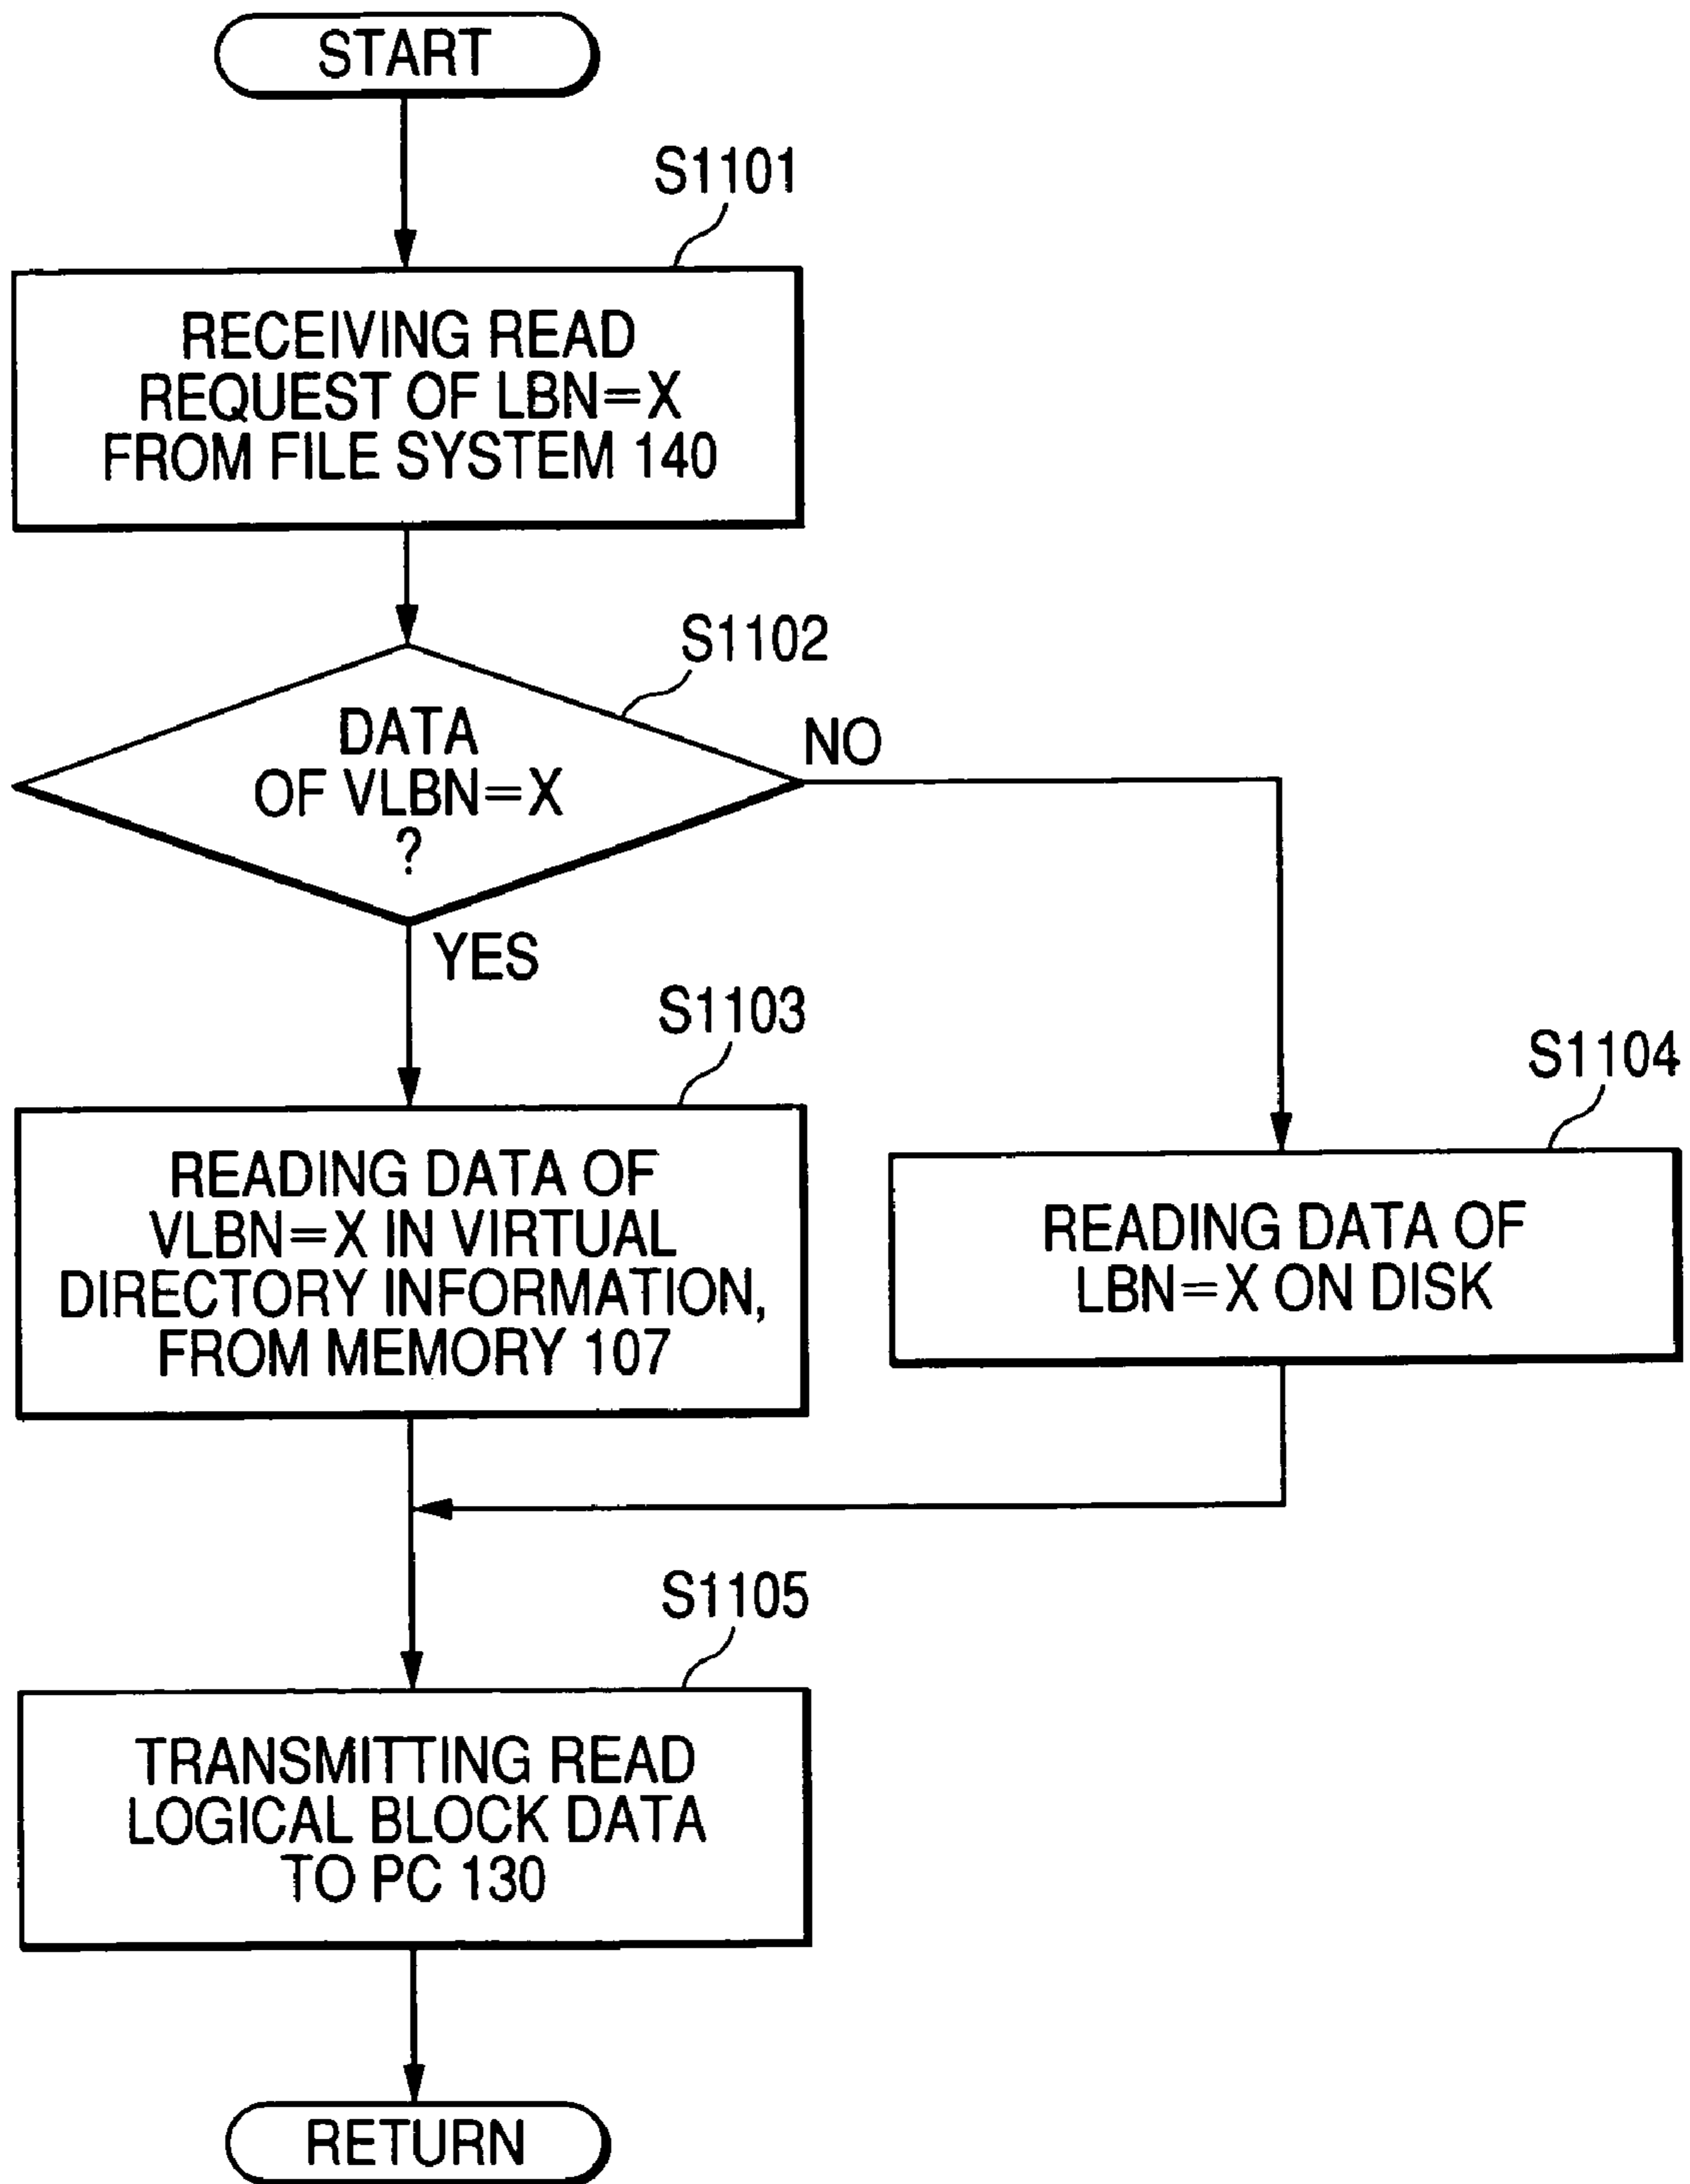 START
S1101
RECEIVING READ
REQUEST OF LBN=X
FROM FILE SYSTEM 140
S1102
DATA
OF VLBN=X
?
NO
YES
S1103
READING DATA OF
VLBN=X IN VIRTUAL
DIRECTORY INFORMATION,
FROM MEMORY 107
S1104
READING DATA OF
LBN=X ON DISK
S1105
TRANSMITTING READ
LOGICAL BLOCK DATA
TO PC 130
RETURN